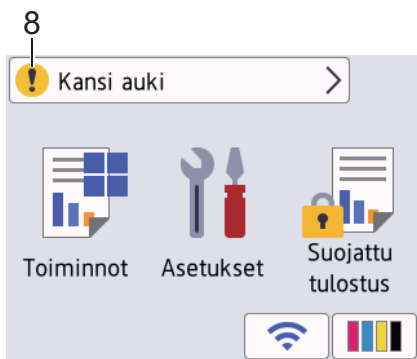 8
Kansi auki
Toiminnot
Asetukset
Suojattu
tulostus